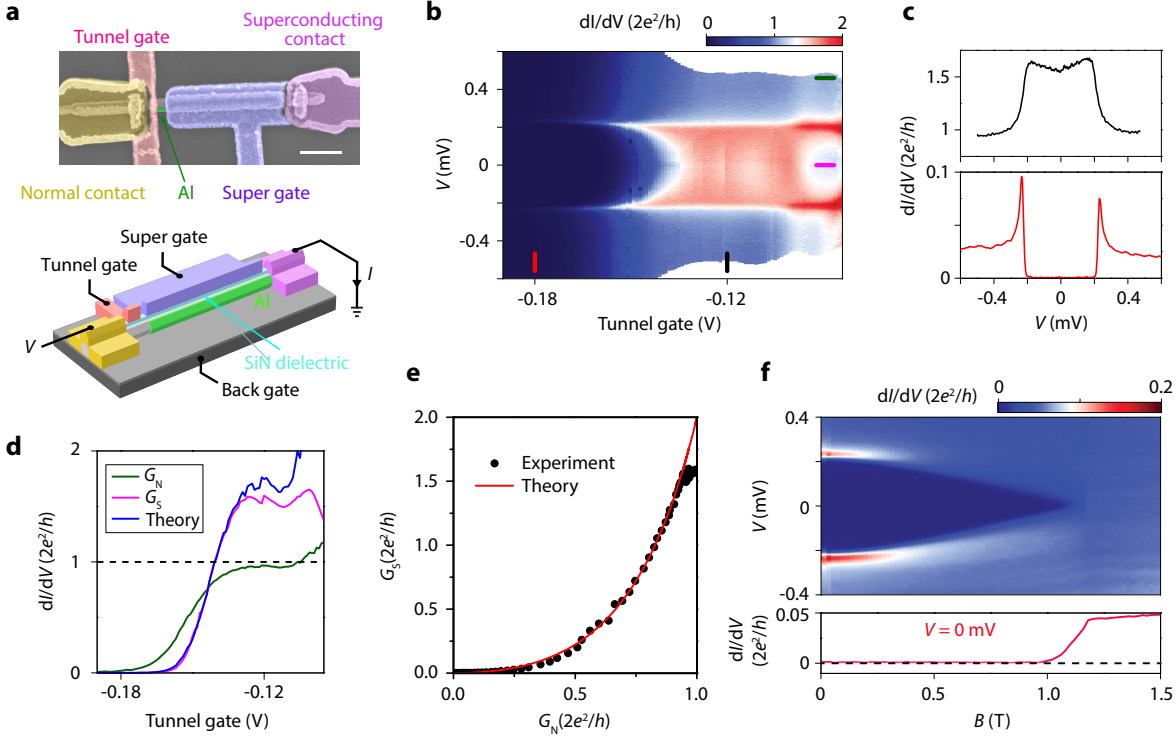 a
Tunnel gate
Superconducting
contact
Normal contact
Al
Super gate
Super gate
Tunnel gate
I
Al
V
SiN dielectric
Back gate
b
dI/dV (2e²/h)
0
1
2
V (mV)
0.4
0
-0.4
-0.18
-0.12
Tunnel gate (V)
c
dI/dV (2e²/h)
1.5
1
0.1
0
-0.4
0
0.4
V (mV)
d
dI/dV (2e²/h)
2
1
0
G_N
G_S
Theory
-0.18
-0.12
Tunnel gate (V)
e
G_S (2e²/h)
2.0
1.5
1.0
0.5
0.0
Experiment
Theory
0.0
0.5
1.0
G_N (2e²/h)
f
dI/dV (2e²/h)
0
0.2
V (mV)
0.4
0
-0.4
dI/dV
(2e²/h)
0.05
0
V = 0 mV
0
0.5
1.0
1.5
B (T)